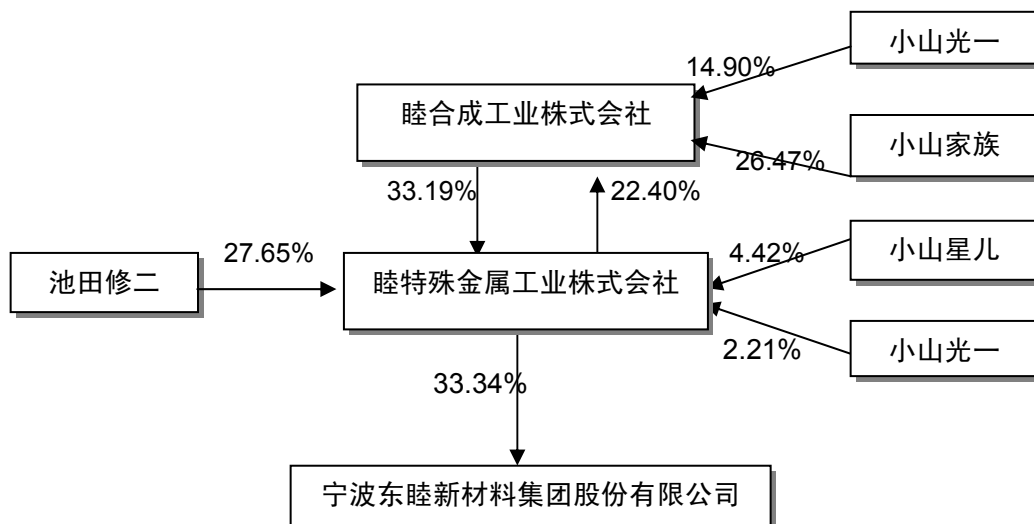 小山光一
14.90%
睦合成工业株式会社
小山家族
26.47%
33.19%
22.40%
小山星儿
4.42%
27.65%
池田修二
睦特殊金属工业株式会社
2.21%
小山光一
33.34%
宁波东睦新材料集团股份有限公司